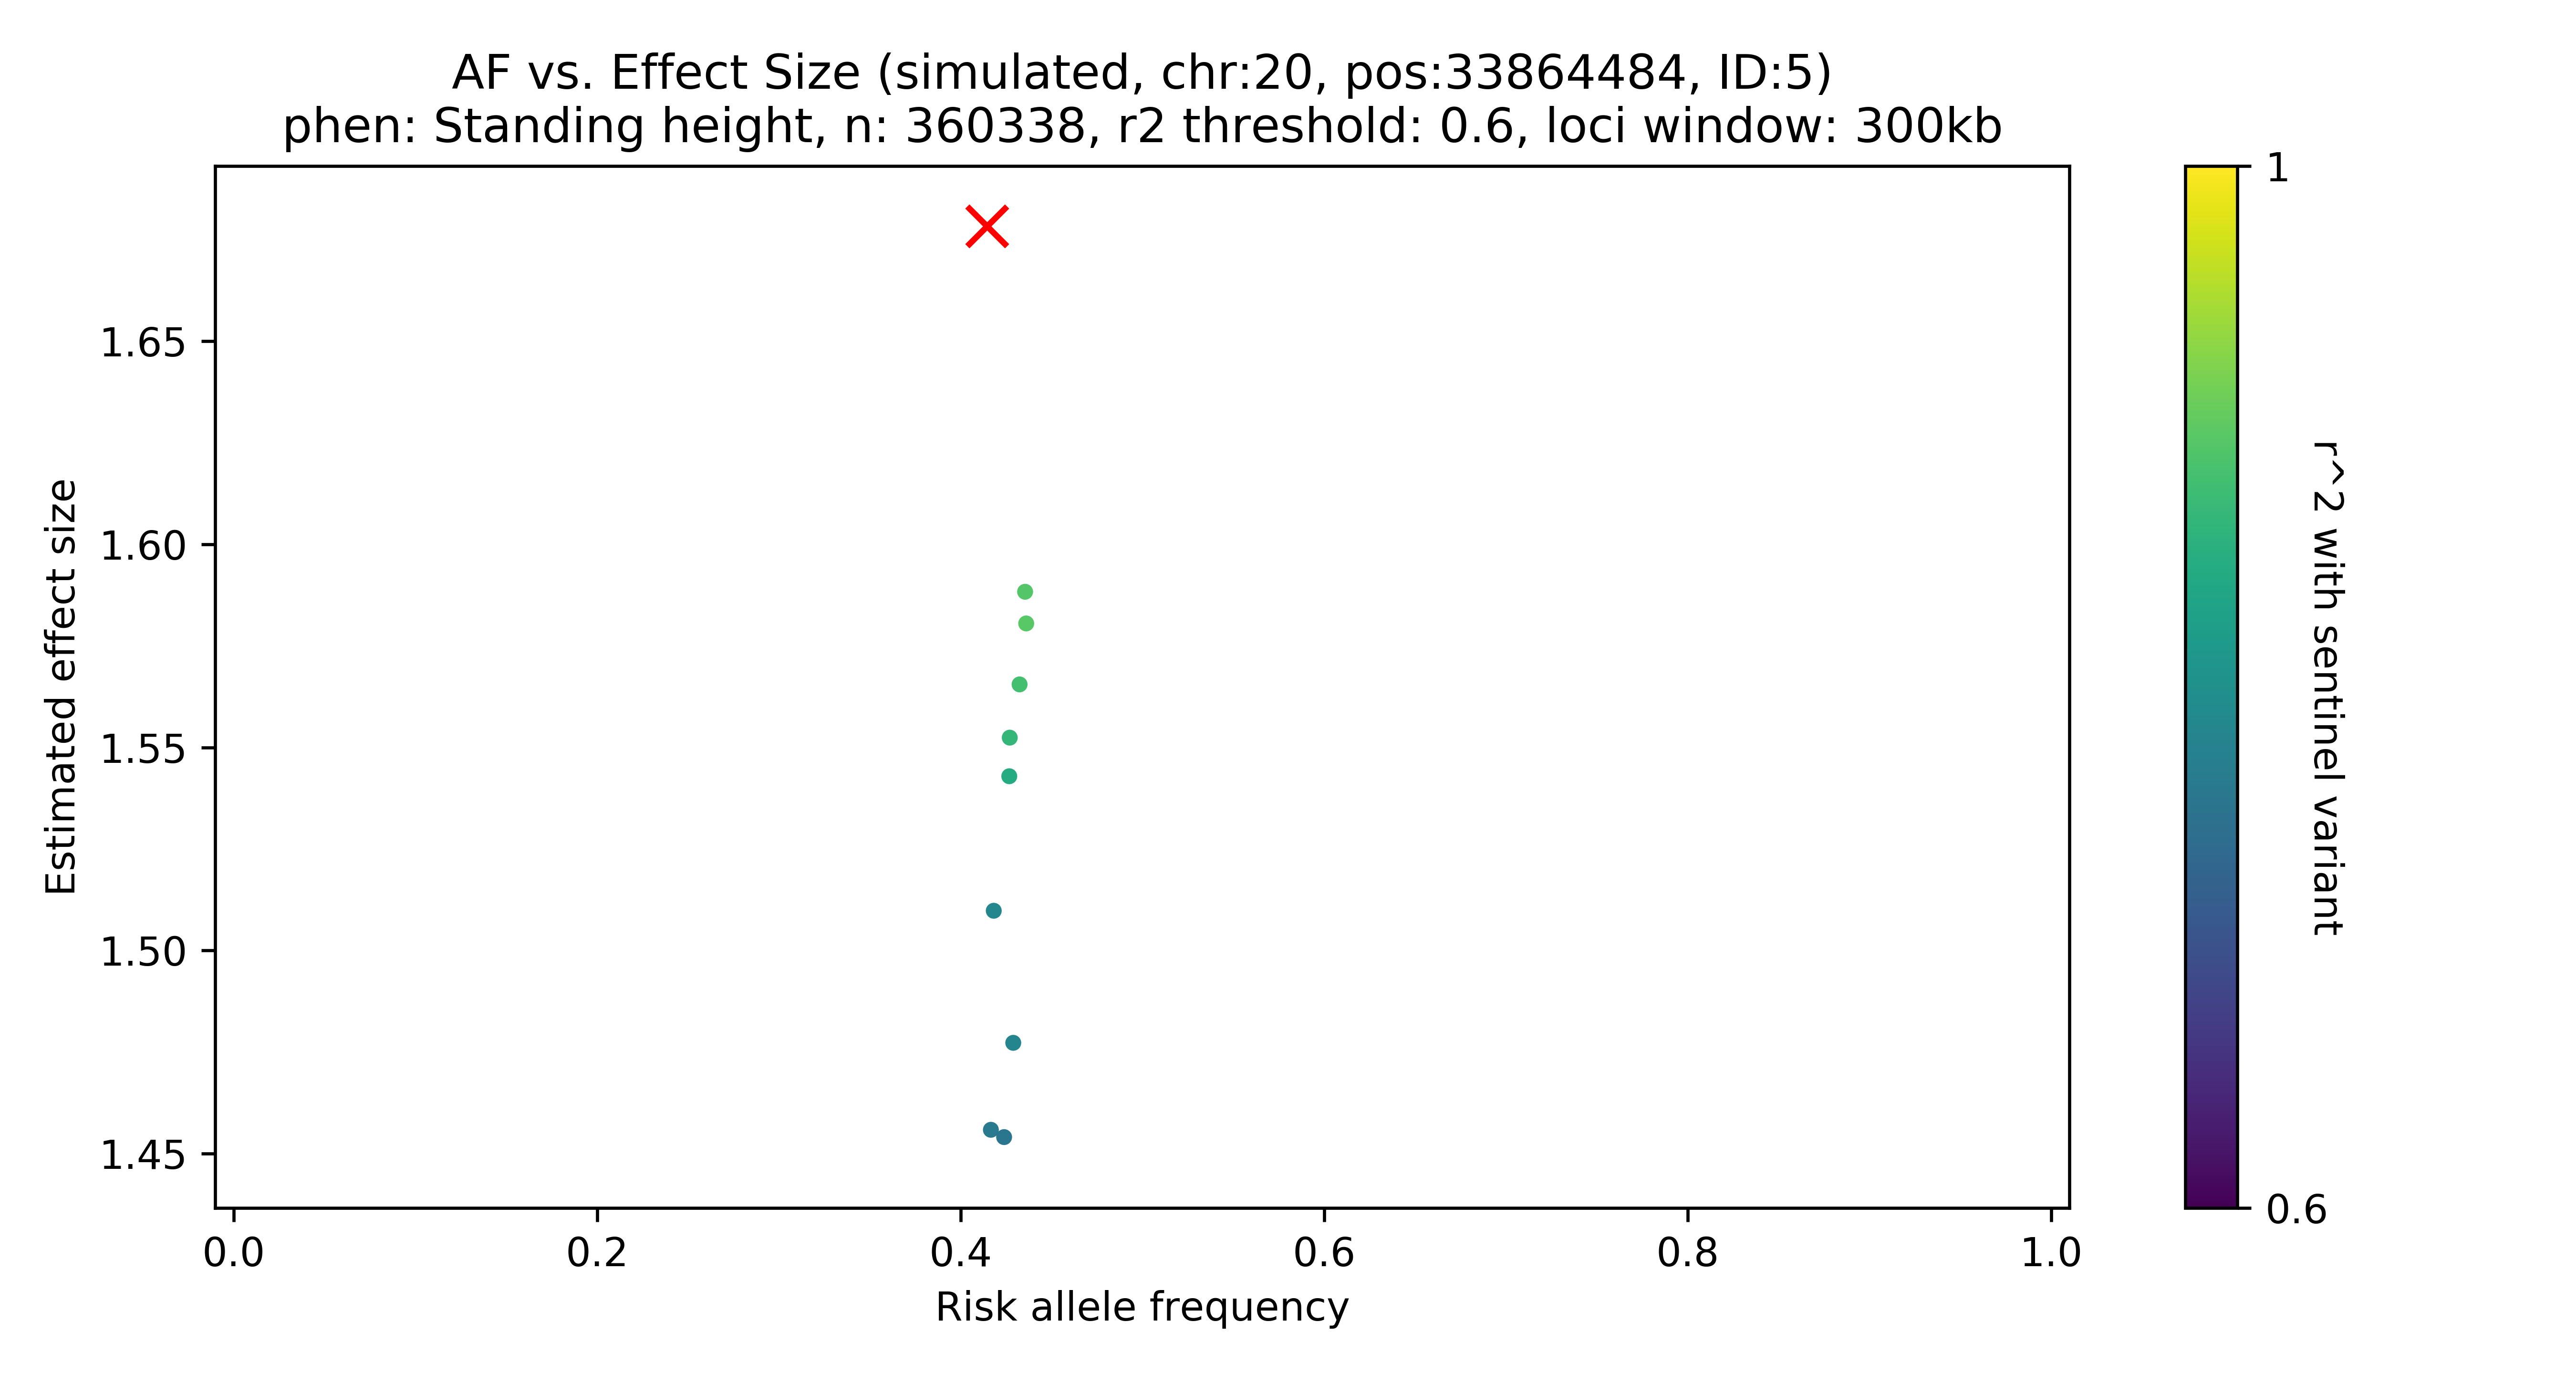 AF vs. Effect Size (simulated, chr:20, pos:33864484, ID:5)
phen: Standing height, n: 360338, r2 threshold: 0.6, loci window: 300kb
1.65
1.60
1.55
1.50
1.45
Estimated effect size
0.0
0.2
0.4
0.6
0.8
1.0
Risk allele frequency
1
0.6
r^2 with sentinel variant